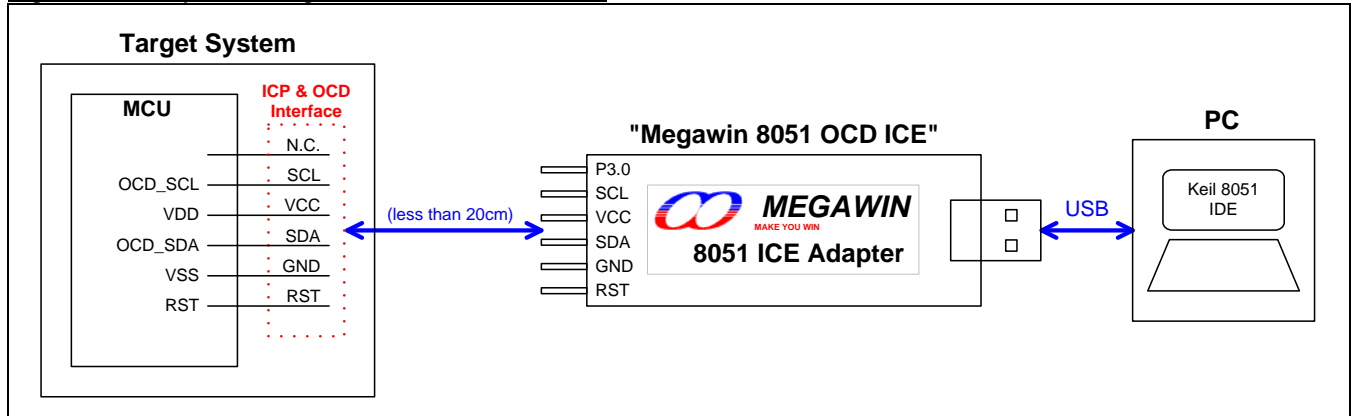 Target System
MCU
ICP & OCD
Interface
N.C.
OCD_SCL
SCL
VDD
VCC
OCD_SDA
SDA
VSS
GND
RST
RST
(less than 20cm)
"Megawin 8051 OCD ICE"
P3.0
SCL
VCC
SDA
GND
RST
MEGAWIN
MAKE YOU WIN
8051 ICE Adapter
USB
PC
Keil 8051
IDE